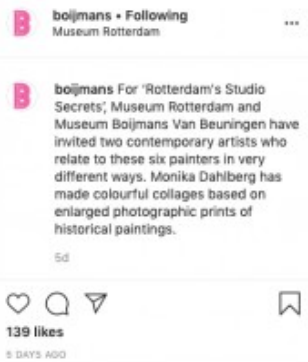 boijmans • Following
Museum Rotterdam
boijmans For 'Rotterdam's Studio
Secrets', Museum Rotterdam and
Museum Boijmans Van Beuningen have
invited two contemporary artists who
relate to these six painters in very
different ways. Monika Dahlberg has
made colourful collages based on
enlarged photographic prints of
historical paintings.
5d
139 likes
5 DAYS AGO